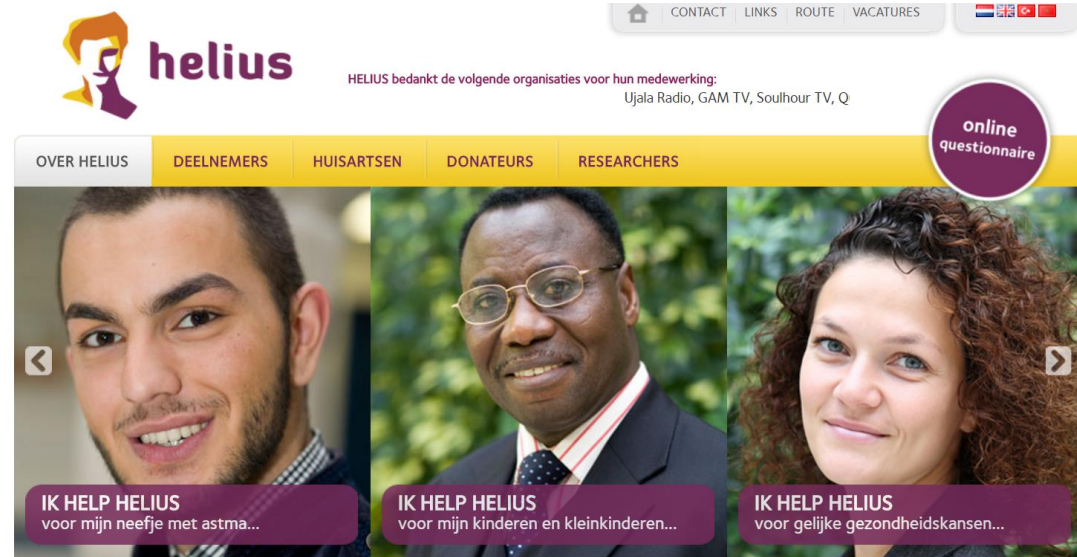 CONTACT LINKS ROUTE VACATURES
helius
HELIUS bedankt de volgende organisaties voor hun medewerking:
Ujala Radio, GAM TV, Soulhour TV, Q
online
questionnaire
OVER HELIUS DEELNEMERS HUISARTSEN DONATEURS RESEARCHERS
IK HELP HELIUS
voor mijn neefje met astma...
IK HELP HELIUS
voor mijn kinderen en kleinkinderen...
IK HELP HELIUS
voor gelijke gezondheidskansen...